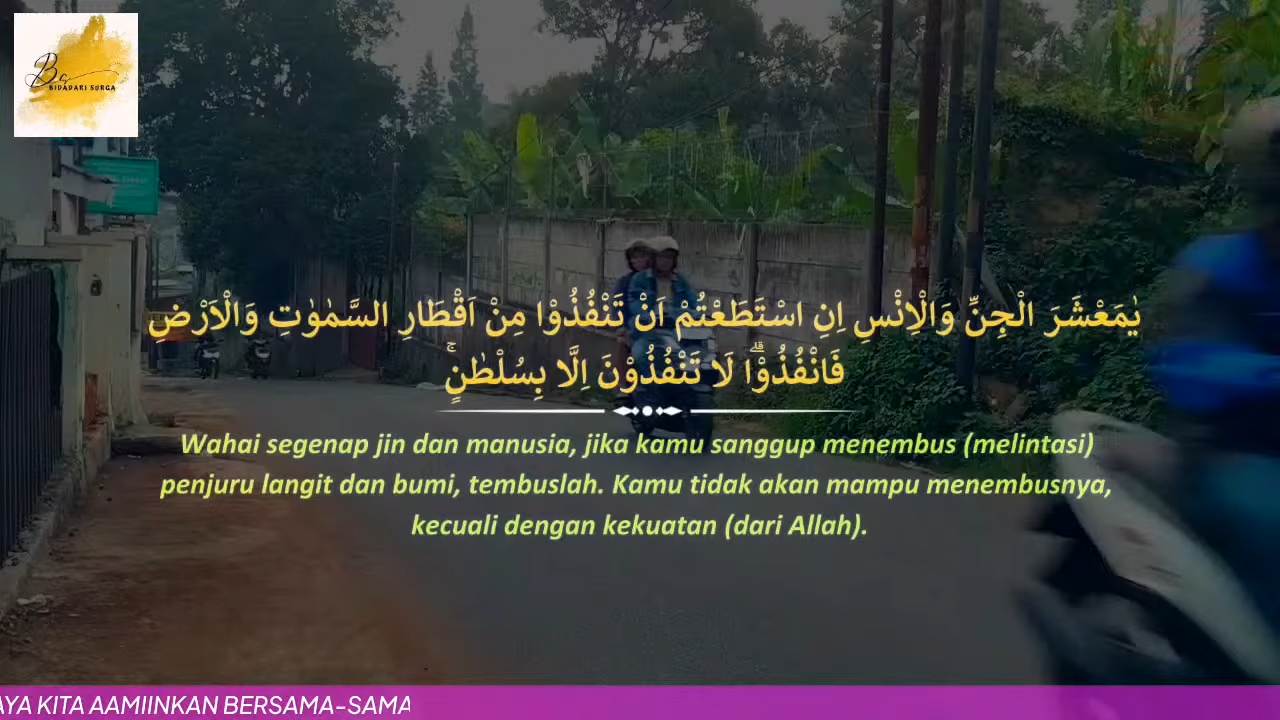 Bs
BIDADARI SURGA
يٰمَعْشَرَ الْجِنِّ وَالْاِنْسِ اِنِ اسْتَطَعْتُمْ اَنْ تَنْفُذُوْا مِنْ اَقْطَارِ السَّمٰوٰتِ وَالْاَرْضِ
فَانْفُذُوْاۗ لَا تَنْفُذُوْنَ اِلَّا بِسُلْطٰنٍۚ
Wahai segenap jin dan manusia, jika kamu sanggup menembus (melintasi)
penjuru langit dan bumi, tembuslah. Kamu tidak akan mampu menembusnya,
kecuali dengan kekuatan (dari Allah).
AYA KITA AAMIINKAN BERSAMA-SAMA